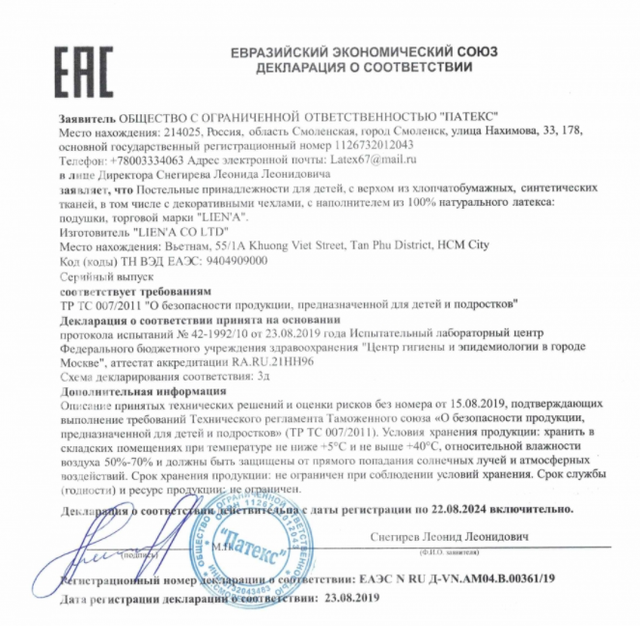 EAC
ЕВРАЗИЙСКИЙ ЭКОНОМИЧЕСКИЙ СОЮЗ
ДЕКЛАРАЦИЯ О СООТВЕТСТВИИ
Заявитель ОБЩЕСТВО С ОГРАНИЧЕННОЙ ОТВЕТСТВЕННОСТЬЮ "ПАТЕКС"
Место нахождения: 214025, Россия, область Смоленская, город Смоленск, улица Нахимова, 33, 178,
основной государственный регистрационный номер 1126732012043
Телефон: +78003334063 Адрес электронной почты: Latex67@mail.ru
в лице Директора Снегирева Леонида Леонидовича
заявляет, что Постельные принадлежности для детей, с верхом из хлопчатобумажных, синтетических
тканей, в том числе с декоративными чехлами, с наполнителем из 100% натурального латекса:
подушки, торговой марки "LIEN'A".
Изготовитель "LIEN'A CO LTD"
Место нахождения: Вьетнам, 55/1A Khuong Viet Street, Tan Phu District, HCM City
Код (коды) ТН ВЭД ЕАЭС: 9404909000
Серийный выпуск
соответствует требованиям
ТР ТС 007/2011 "О безопасности продукции, предназначенной для детей и подростков"
Декларация о соответствии принята на основании
протокола испытаний № 42-1992/10 от 23.08.2019 года Испытательный лабораторный центр
Федерального бюджетного учреждения здравоохранения "Центр гигиены и эпидемиологии в городе
Москве", аттестат аккредитации RA.RU.21НН96
Схема декларирования соответствия: 3д
Дополнительная информация
Описание принятых технических решений и оценки рисков без номера от 15.08.2019, подтверждающих
выполнение требований Технического регламента Таможенного союза «О безопасности продукции,
предназначенной для детей и подростков» (ТР ТС 007/2011). Условия хранения продукции: хранить в
складских помещениях при температуре не ниже +5°С и не выше +40°С, относительной влажности
воздуха 50%-70% и должны быть защищены от прямого попадания солнечных лучей и атмосферных
воздействий. Срок хранения продукции: не ограничен при соблюдении условий хранения. Срок службы
(годности) и ресурс продукции: не ограничен.
Декларация о соответствии действительна с даты регистрации по 22.08.2024 включительно.
Снегирев Леонид Леонидович
(подпись)
М.П.
(Ф.И.О. заявителя)
"Патекс"
Регистрационный номер декларации о соответствии: ЕАЭС N RU Д-VN.АМ04.В.00361/19
Дата регистрации декларации о соответствии: 23.08.2019